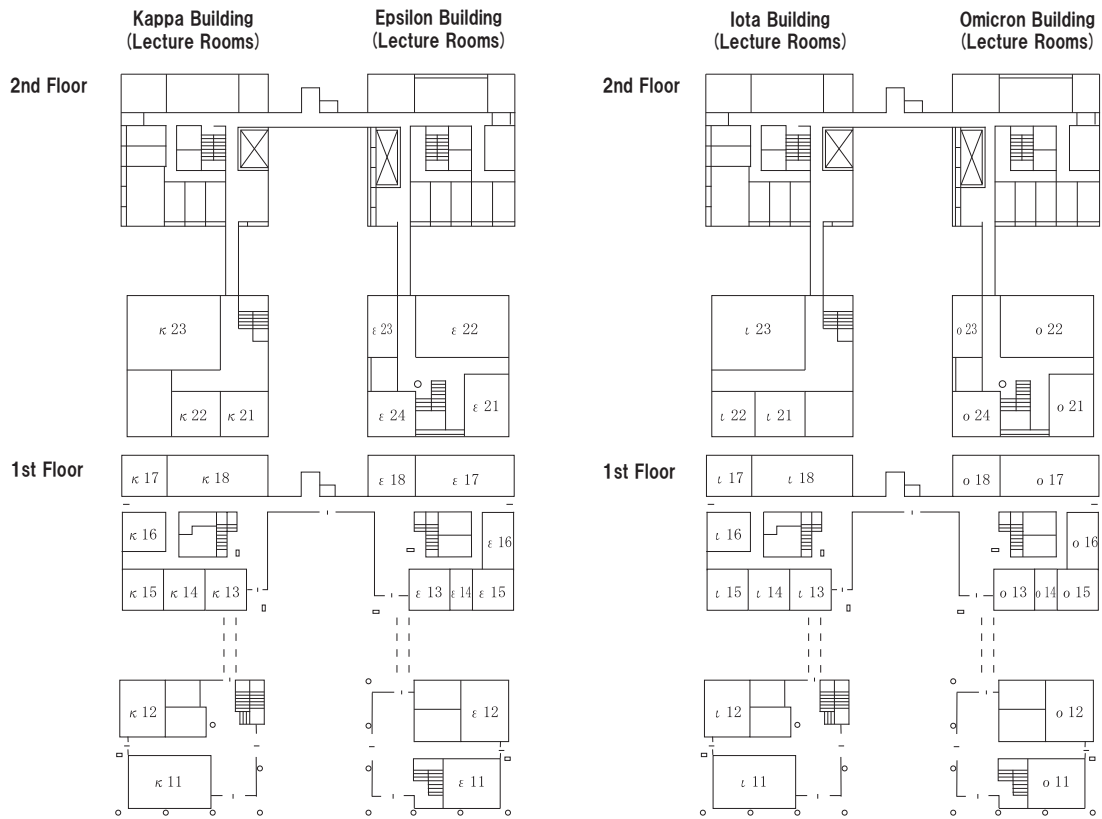 Kappa Building
(Lecture Rooms)
Epsilon Building
(Lecture Rooms)
Iota Building
(Lecture Rooms)
Omicron Building
(Lecture Rooms)
2nd Floor
2nd Floor
κ 23
ε 23
ε 22
ι 23
ο 23
ο 22
κ 22
κ 21
ε 24
ε 21
ι 22
ι 21
ο 24
ο 21
1st Floor
1st Floor
κ 17
κ 18
ε 18
ε 17
ι 17
ι 18
ο 18
ο 17
κ 16
ε 16
ι 16
ο 16
κ 15
κ 14
κ 13
ε 13
ε 14
ε 15
ι 15
ι 14
ι 13
ο 13
ο 14
ο 15
κ 12
ε 12
ι 12
ο 12
κ 11
ε 11
ι 11
ο 11